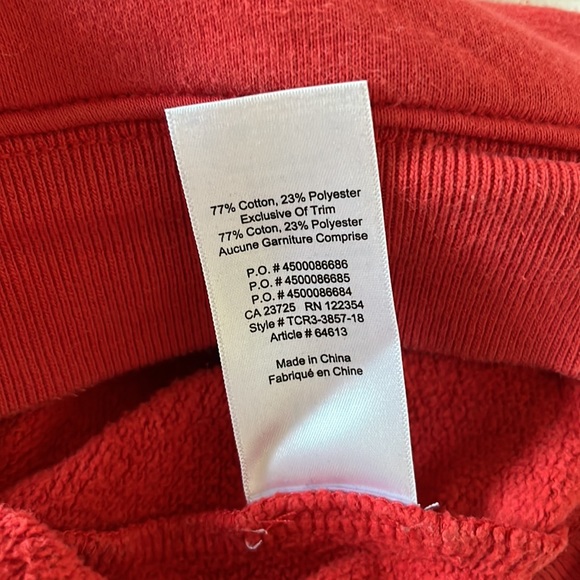 77% Cotton, 23% Polyester
Exclusive Of Trim
77% Coton, 23% Polyester
Aucune Garniture Comprise
P.O. # 4500086686
P.O. # 4500086685
P.O. # 4500086684
CA 23725 RN 122354
Style # TCR3-3857-18
Article # 64613
Made in China
Fabriqué en Chine